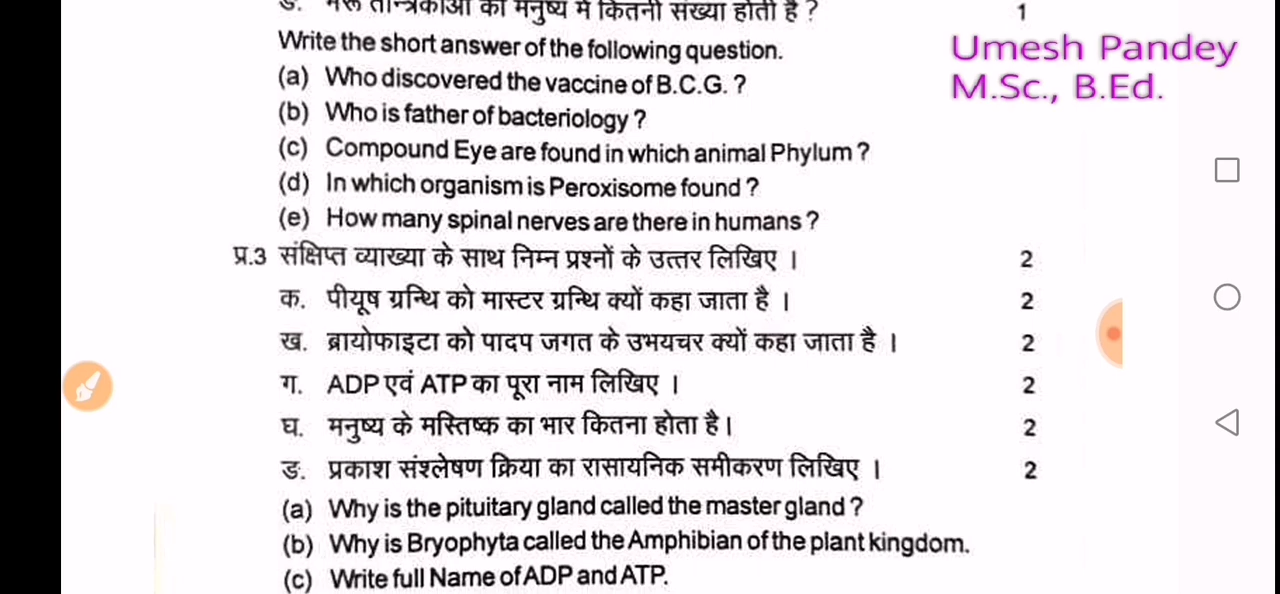 ङ. मेरू तन्त्रिकाओं की मनुष्य में कितनी संख्या होती है ? 1
Umesh Pandey
M.Sc., B.Ed.
Write the short answer of the following question.
(a) Who discovered the vaccine of B.C.G. ?
(b) Who is father of bacteriology ?
(c) Compound Eye are found in which animal Phylum ?
(d) In which organism is Peroxisome found ?
(e) How many spinal nerves are there in humans ?
प्र.3 संक्षिप्त व्याख्या के साथ निम्न प्रश्नों के उत्तर लिखिए । 2
क. पीयूष ग्रन्थि को मास्टर ग्रन्थि क्यों कहा जाता है । 2
ख. ब्रायोफाइटा को पादप जगत के उभयचर क्यों कहा जाता है । 2
ग. ADP एवं ATP का पूरा नाम लिखिए । 2
घ. मनुष्य के मस्तिष्क का भार कितना होता है । 2
ङ. प्रकाश संश्लेषण क्रिया का रासायनिक समीकरण लिखिए । 2
(a) Why is the pituitary gland called the master gland ?
(b) Why is Bryophyta called the Amphibian of the plant kingdom.
(c) Write full Name of ADP and ATP.